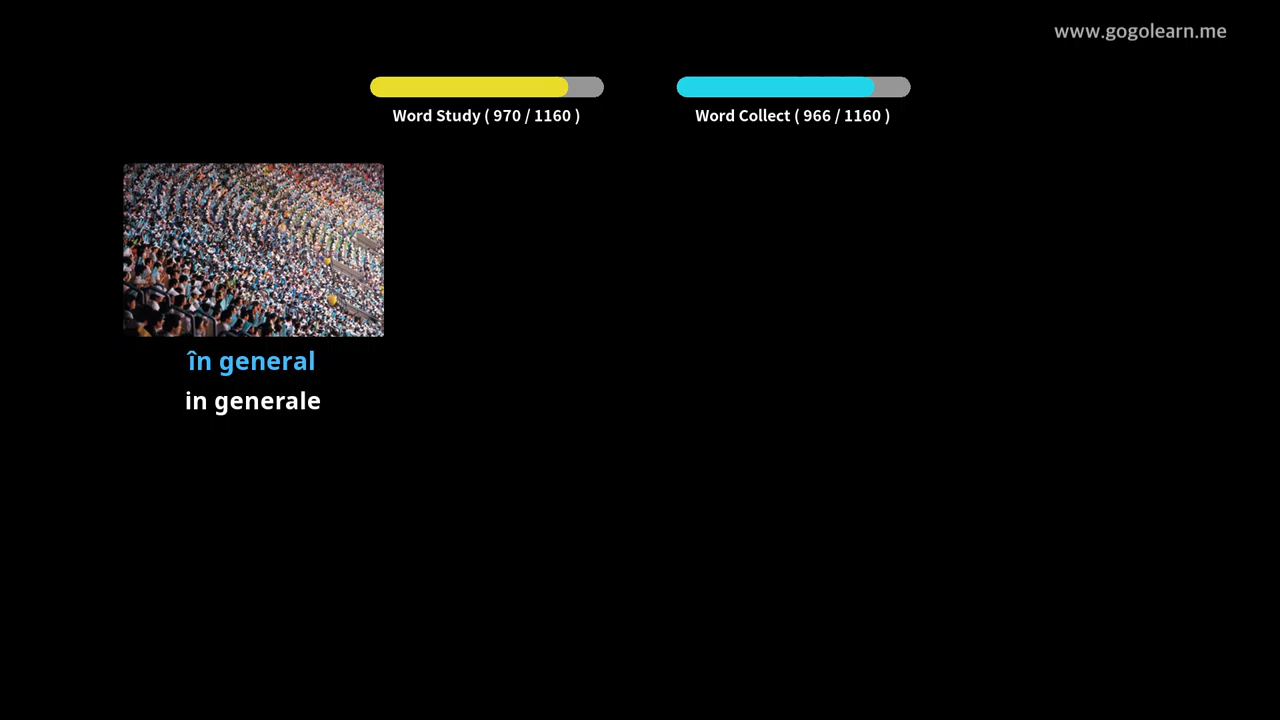 www.gogolearn.me
Word Study ( 970 / 1160 )
Word Collect ( 966 / 1160 )
în general
in generale